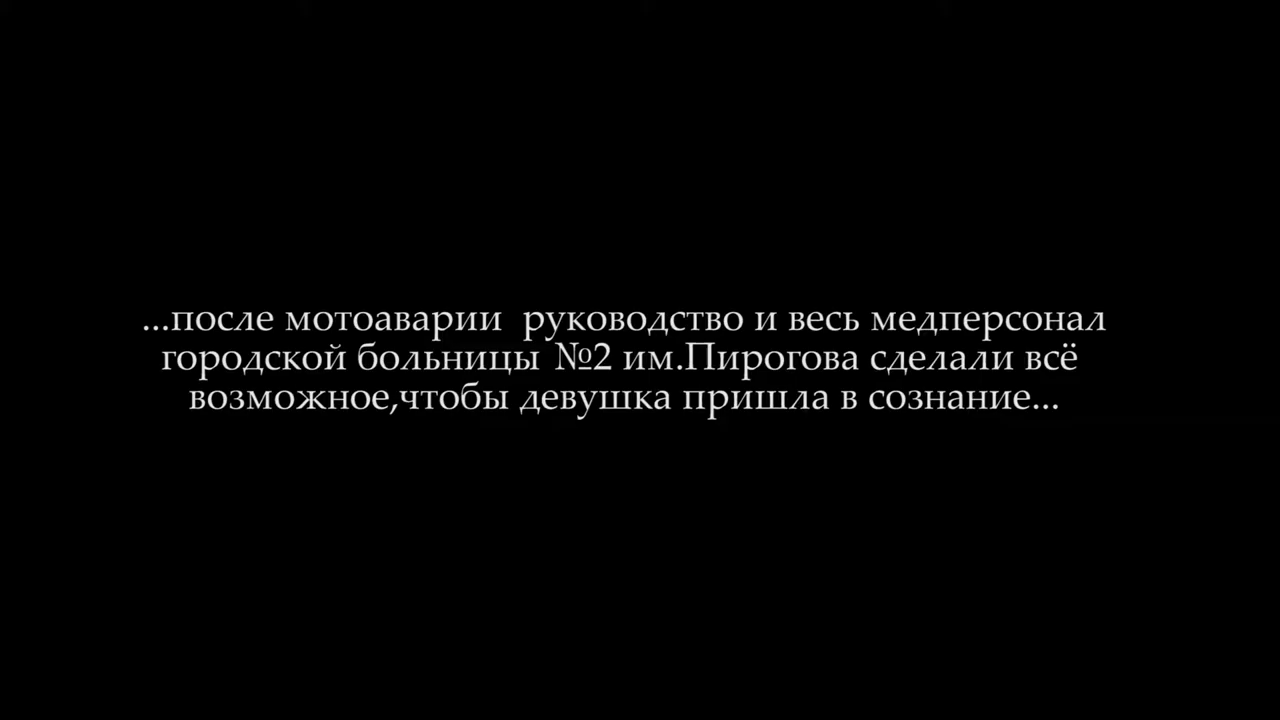 ...после мотоаварии  руководство и весь медперсонал
городской больницы  №2 им.Пирогова сделали всё
возможное,чтобы девушка пришла в сознание...